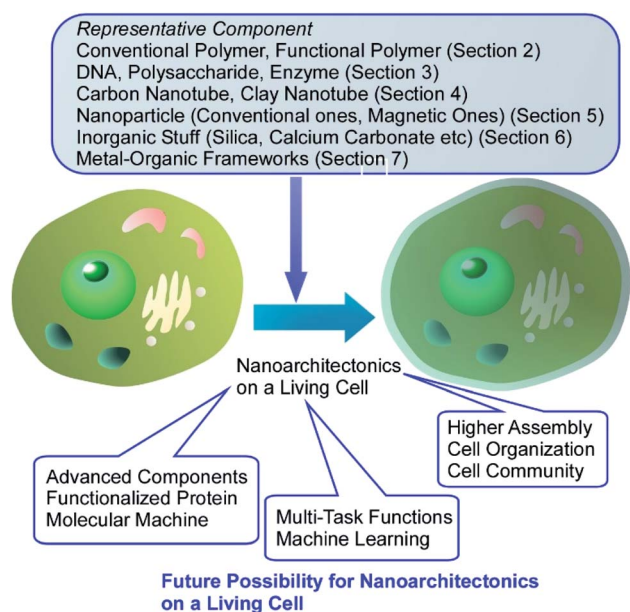 Representative Component
Conventional Polymer, Functional Polymer (Section 2)
DNA, Polysaccharide, Enzyme (Section 3)
Carbon Nanotube, Clay Nanotube (Section 4)
Nanoparticle (Conventional ones, Magnetic Ones) (Section 5)
Inorganic Stuff (Silica, Calcium Carbonate etc) (Section 6)
Metal-Organic Frameworks (Section 7)
Nanoarchitectonics
on a Living Cell
Advanced Components
Functionalized Protein
Molecular Machine
Multi-Task Functions
Machine Learning
Higher Assembly
Cell Organization
Cell Community
Future Possibility for Nanoarchitectonics
on a Living Cell